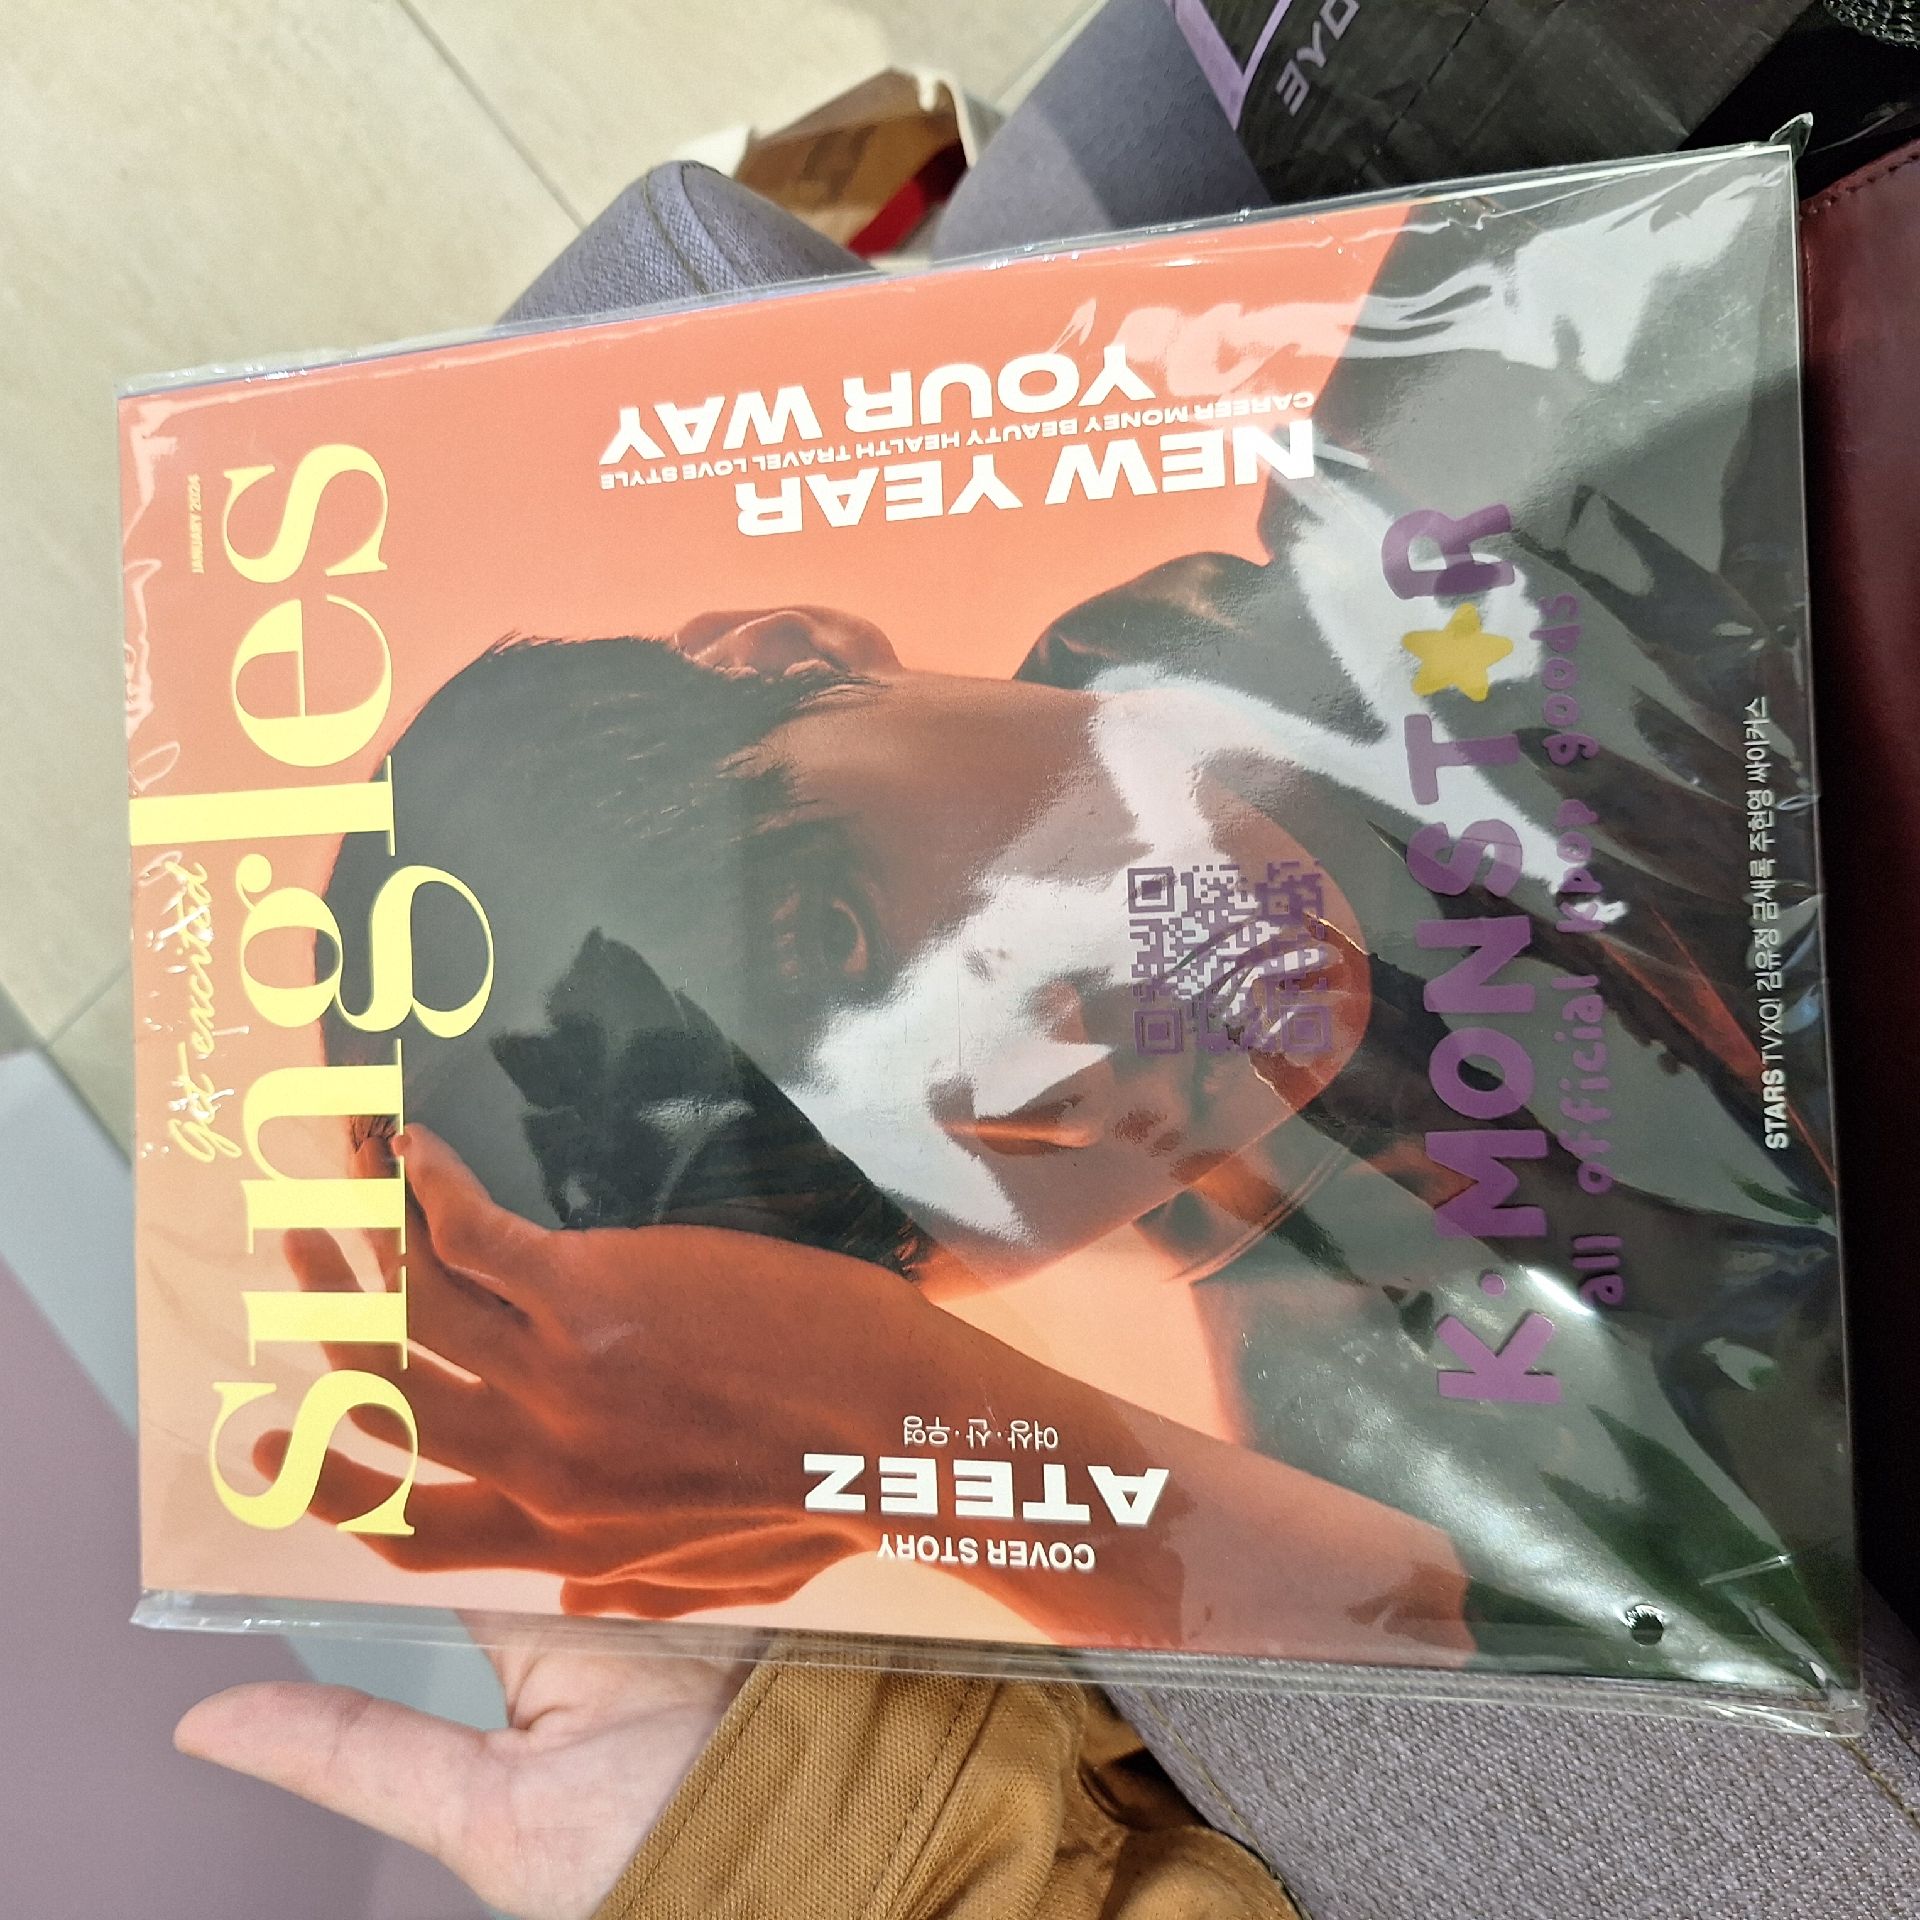 Get excited
Singles
JANUARY 2024
NEW YEAR
CAREER MONEY BEAUTY HEALTH TRAVEL LOVE STYLE
YOUR WAY
COVER STORY
ATEEZ
여상·산·우영
K·MONST★R
all official kpop goods
STARS TVXQ! 김유정 금새록 주현영 싸이커스